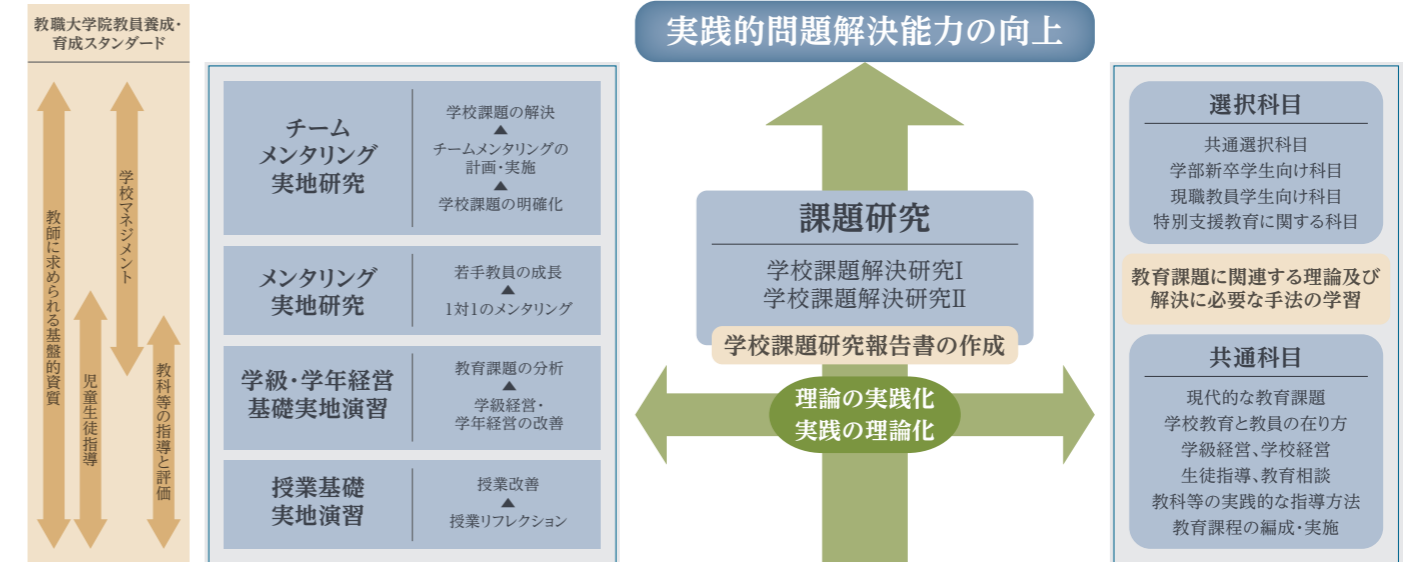 教職大学院教員養成・
育成スタンダード
教師に求められる基盤的資質
児童生徒指導
学校マネジメント
教科等の指導と評価
チーム
メンタリング
実地研究
学校課題の解決
▲
チームメンタリングの
計画・実施
▲
学校課題の明確化
メンタリング
実地研究
若手教員の成長
▲
1対1のメンタリング
学級・学年経営
基礎実地演習
教育課題の分析
▲
学級経営・
学年経営の改善
授業基礎
実地演習
授業改善
▲
授業リフレクション
実践的問題解決能力の向上
課題研究
学校課題解決研究Ⅰ
学校課題解決研究Ⅱ
学校課題研究報告書の作成
理論の実践化
実践の理論化
選択科目
共通選択科目
学部新卒学生向け科目
現職教員学生向け科目
特別支援教育に関する科目
教育課題に関連する理論及び
解決に必要な手法の学習
共通科目
現代的な教育課題
学校教育と教員の在り方
学級経営、学校経営
生徒指導、教育相談
教科等の実践的な指導方法
教育課程の編成・実施